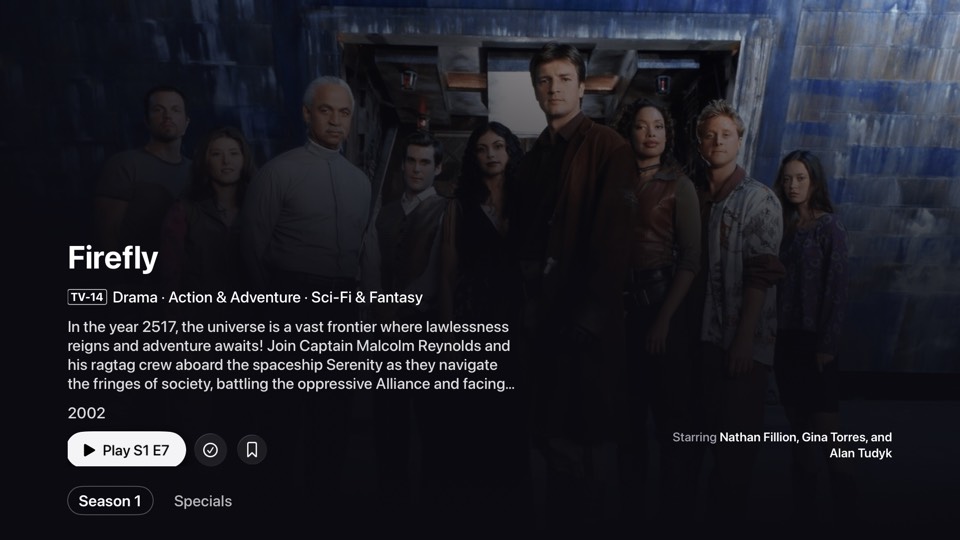 Firefly
TV-14 Drama · Action & Adventure · Sci-Fi & Fantasy
In the year 2517, the universe is a vast frontier where lawlessness
reigns and adventure awaits! Join Captain Malcolm Reynolds and
his ragtag crew aboard the spaceship Serenity as they navigate
the fringes of society, battling the oppressive Alliance and facing...
2002
Play S1 E7
Starring Nathan Fillion, Gina Torres, and
Alan Tudyk
Season 1
Specials